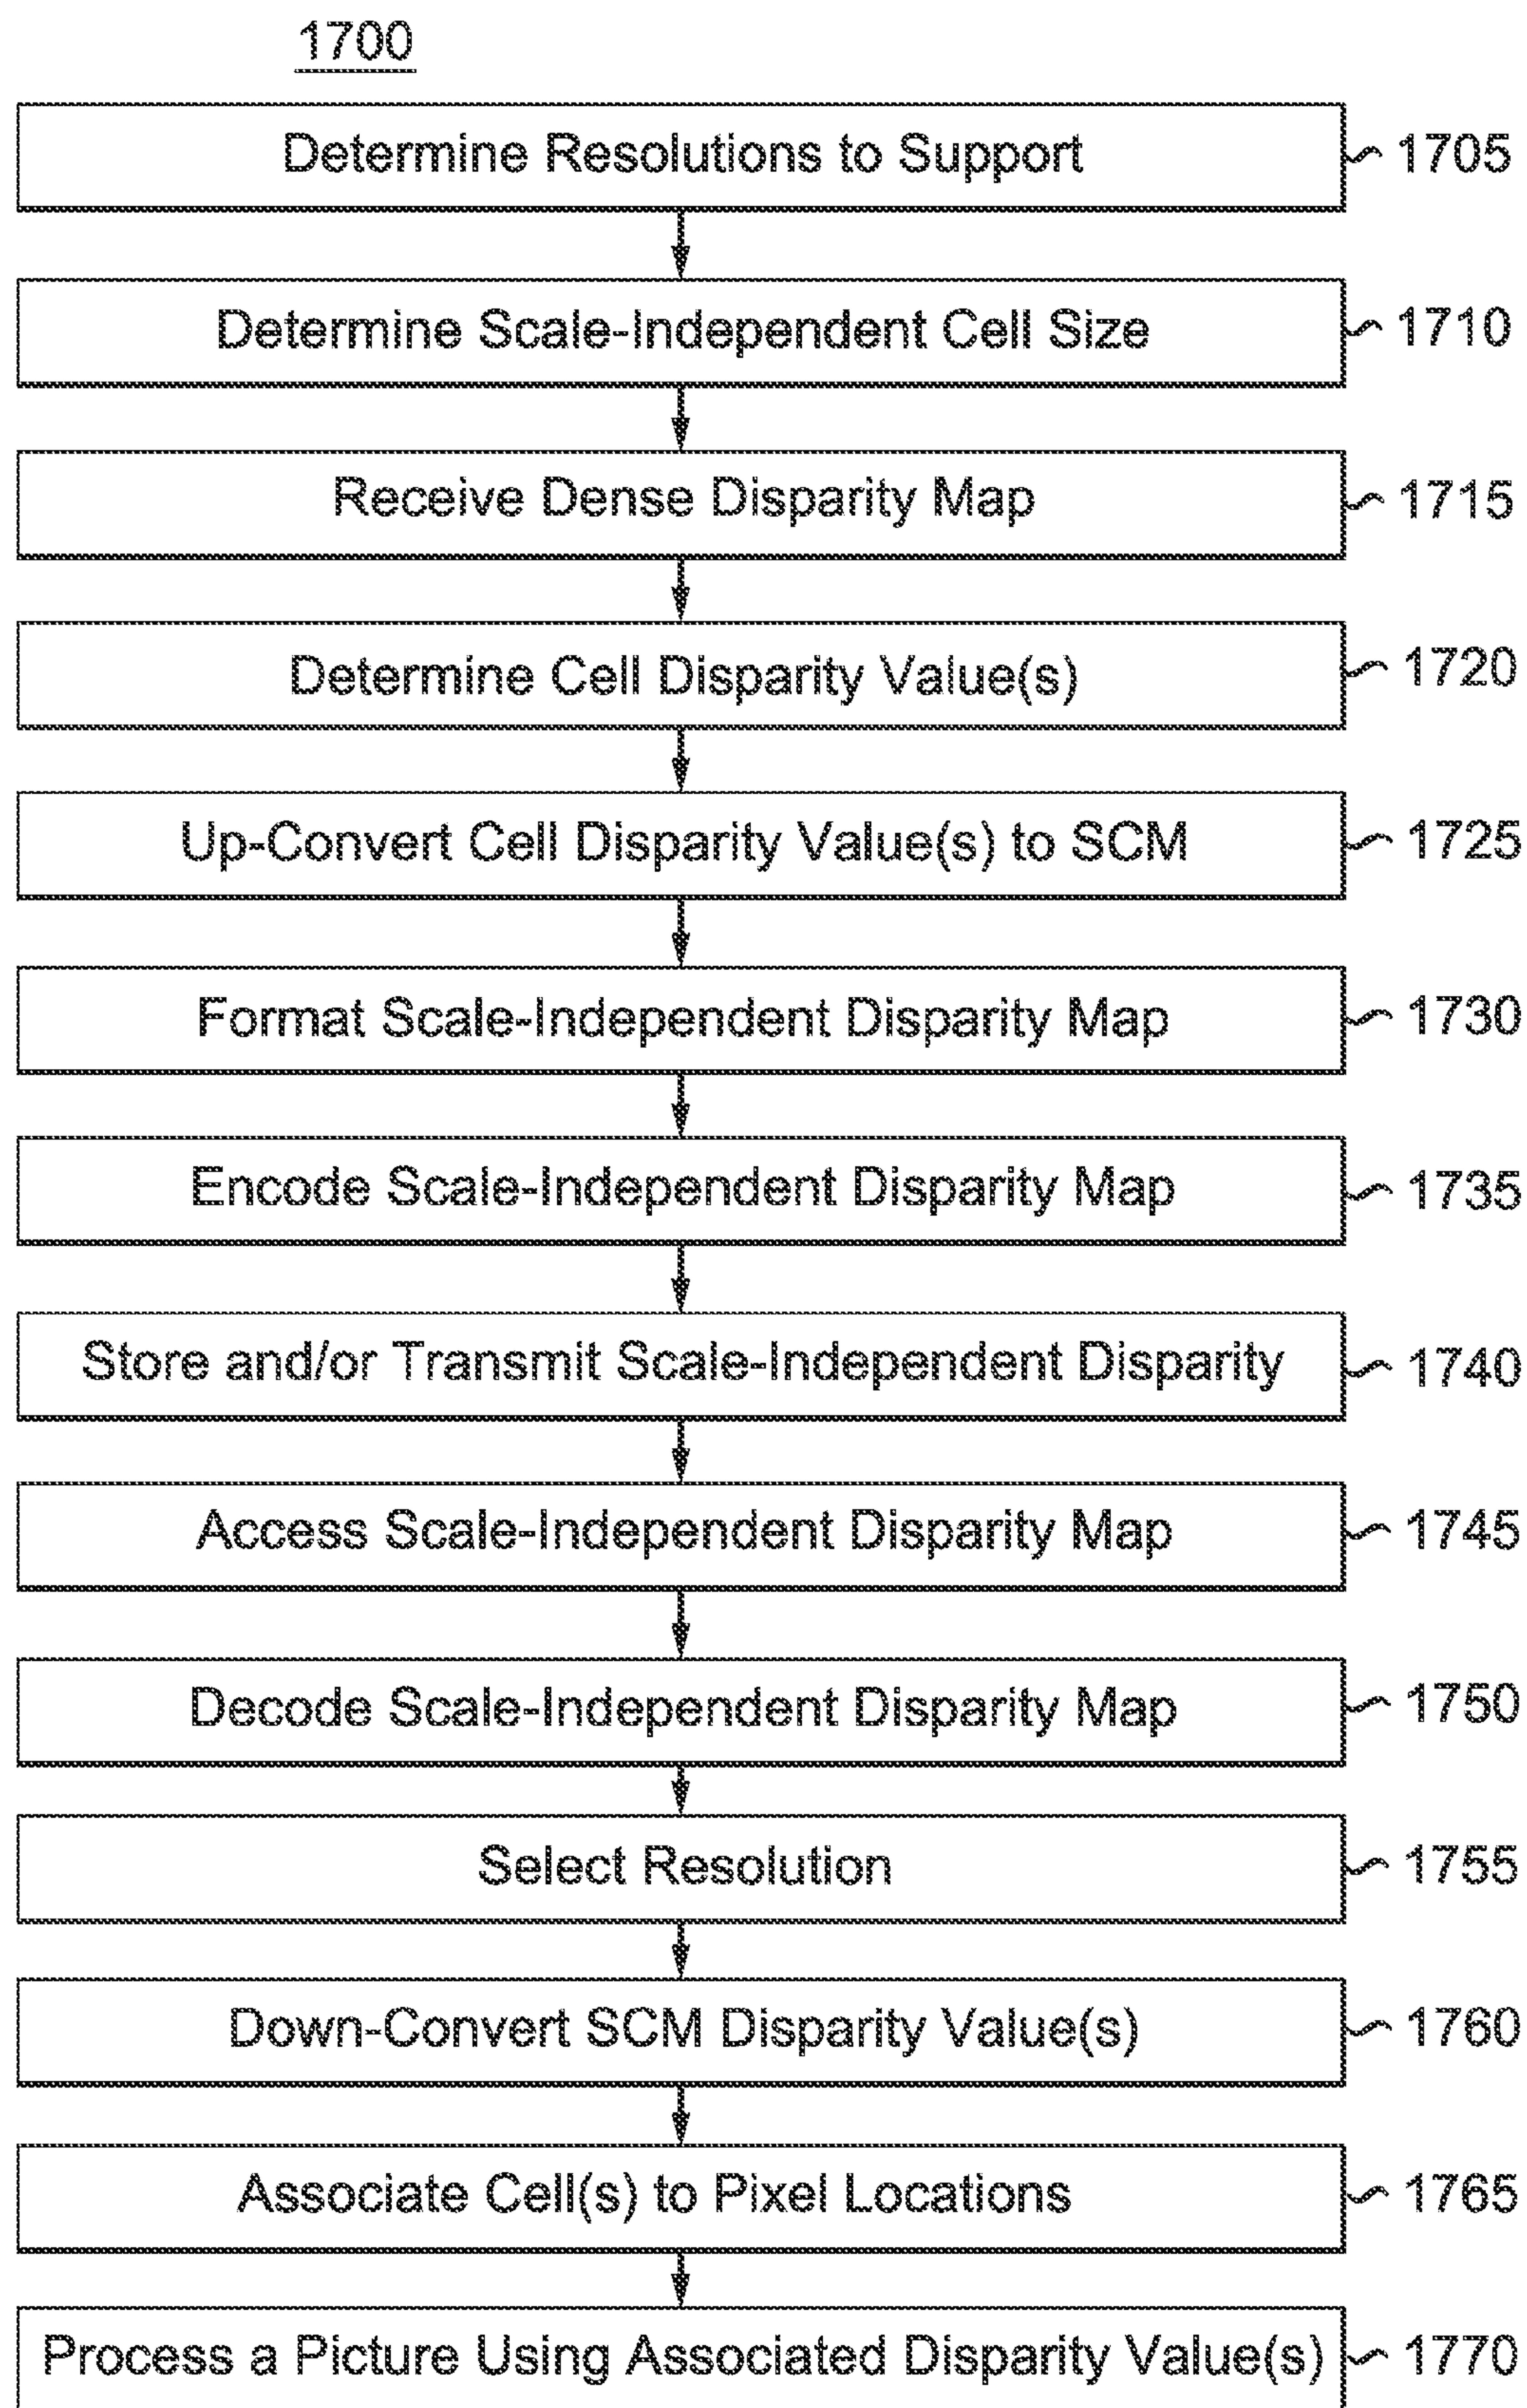 1700
Determine Resolutions to Support 1705
Determine Scale-Independent Cell Size 1710
Receive Dense Disparity Map 1715
Determine Cell Disparity Value(s) 1720
Up-Convert Cell Disparity Value(s) to SCM 1725
Format Scale-Independent Disparity Map 1730
Encode Scale-Independent Disparity Map 1735
Store and/or Transmit Scale-Independent Disparity 1740
Access Scale-Independent Disparity Map 1745
Decode Scale-Independent Disparity Map 1750
Select Resolution 1755
Down-Convert SCM Disparity Value(s) 1760
Associate Cell(s) to Pixel Locations 1765
Process a Picture Using Associated Disparity Value(s) 1770